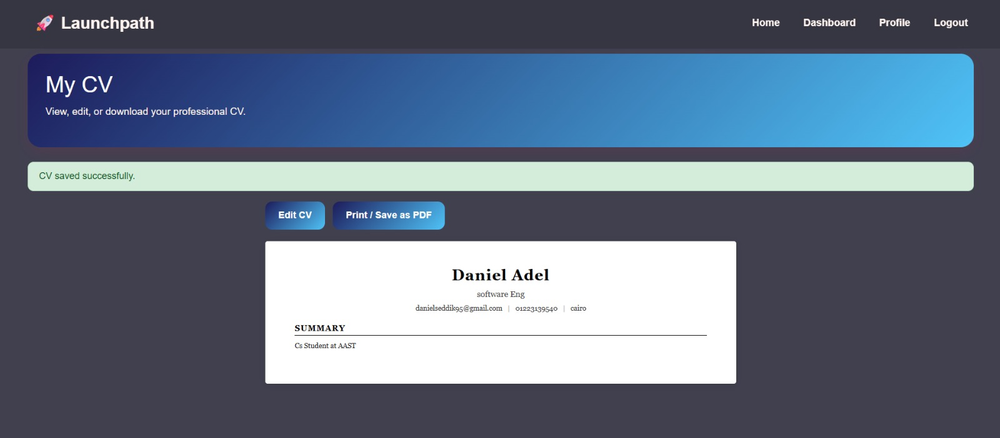 🚀 Launchpath
Home Dashboard Profile Logout
My CV
View, edit, or download your professional CV.
CV saved successfully.
Edit CV Print / Save as PDF
Daniel Adel
software Eng
danielseddik95@gmail.com | 01223139540 | cairo
SUMMARY
Cs Student at AAST